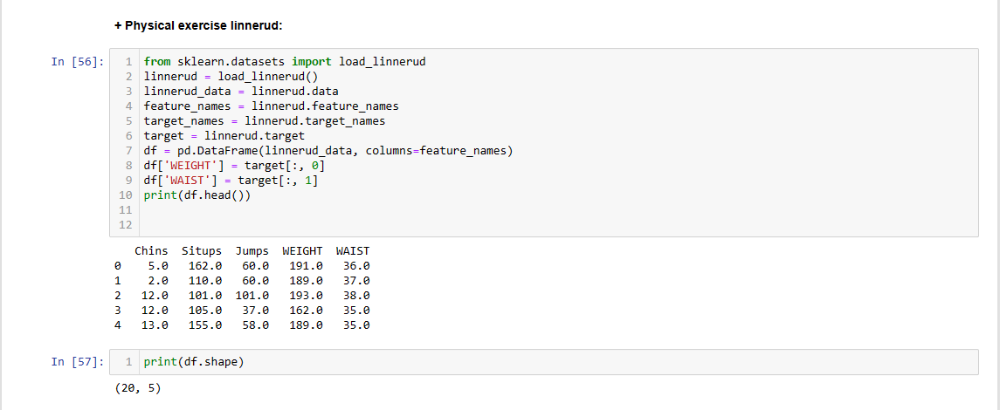 + Physical exercise linnerud:
In [56]:
1 from sklearn.datasets import load_linnerud
2 linnerud = load_linnerud()
3 linnerud_data = linnerud.data
4 feature_names = linnerud.feature_names
5 target_names = linnerud.target_names
6 target = linnerud.target
7 df = pd.DataFrame(linnerud_data, columns=feature_names)
8 df['WEIGHT'] = target[:, 0]
9 df['WAIST'] = target[:, 1]
10 print(df.head())
11
12
Chins Situps Jumps WEIGHT WAIST
0 5.0 162.0 60.0 191.0 36.0
1 2.0 110.0 60.0 189.0 37.0
2 12.0 101.0 101.0 193.0 38.0
3 12.0 105.0 37.0 162.0 35.0
4 13.0 155.0 58.0 189.0 35.0
In [57]:
1 print(df.shape)
(20, 5)